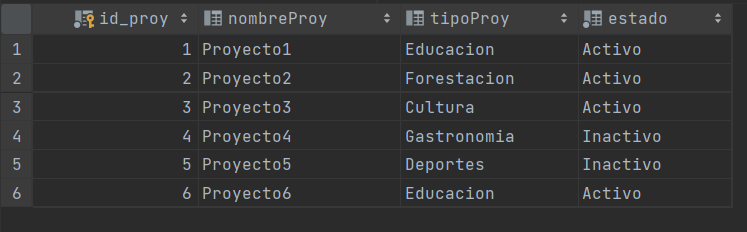 id_proy nombreProy tipoProy estado
1 1 Proyecto1 Educacion Activo
2 2 Proyecto2 Forestacion Activo
3 3 Proyecto3 Cultura Activo
4 4 Proyecto4 Gastronomia Inactivo
5 5 Proyecto5 Deportes Inactivo
6 6 Proyecto6 Educacion Activo